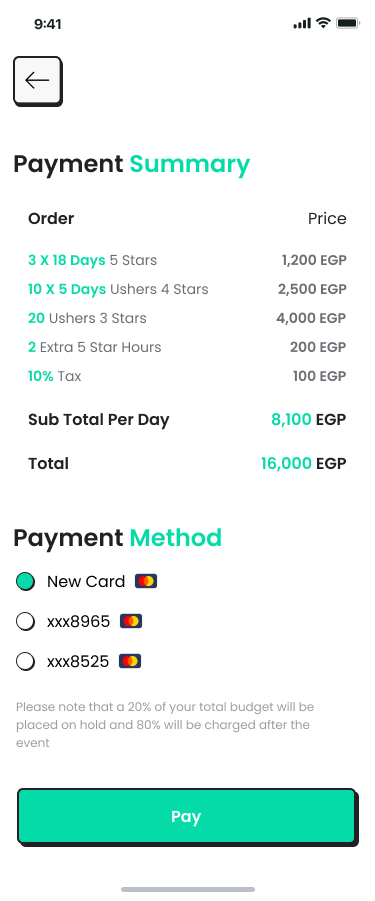 9:41
Payment Summary
Order Price
3 X 18 Days 5 Stars 1,200 EGP
10 X 5 Days Ushers 4 Stars 2,500 EGP
20 Ushers 3 Stars 4,000 EGP
2 Extra 5 Star Hours 200 EGP
10% Tax 100 EGP
Sub Total Per Day 8,100 EGP
Total 16,000 EGP
Payment Method
New Card
xxx8965
xxx8525
Please note that a 20% of your total budget will be
placed on hold and 80% will be charged after the
event
Pay